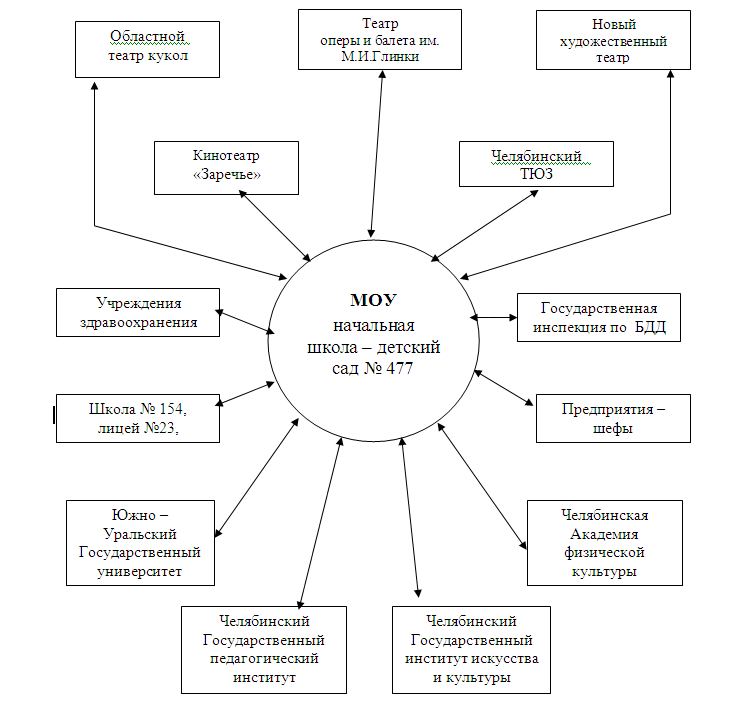 Областной
театр кукол
Театр
оперы и балета им.
М.И.Глинки
Новый
художественный
театр
Кинотеатр
«Заречье»
Челябинский
ТЮЗ
МОУ
начальная
школа – детский
сад № 477
Учреждения
здравоохранения
Государственная
инспекция по БДД
Школа № 154,
лицей №23,
Предприятия –
шефы
Южно –
Уральский
Государственный
университет
Челябинская
Академия
физической
культуры
Челябинский
Государственный
педагогический
институт
Челябинский
Государственный
институт искусства
и культуры